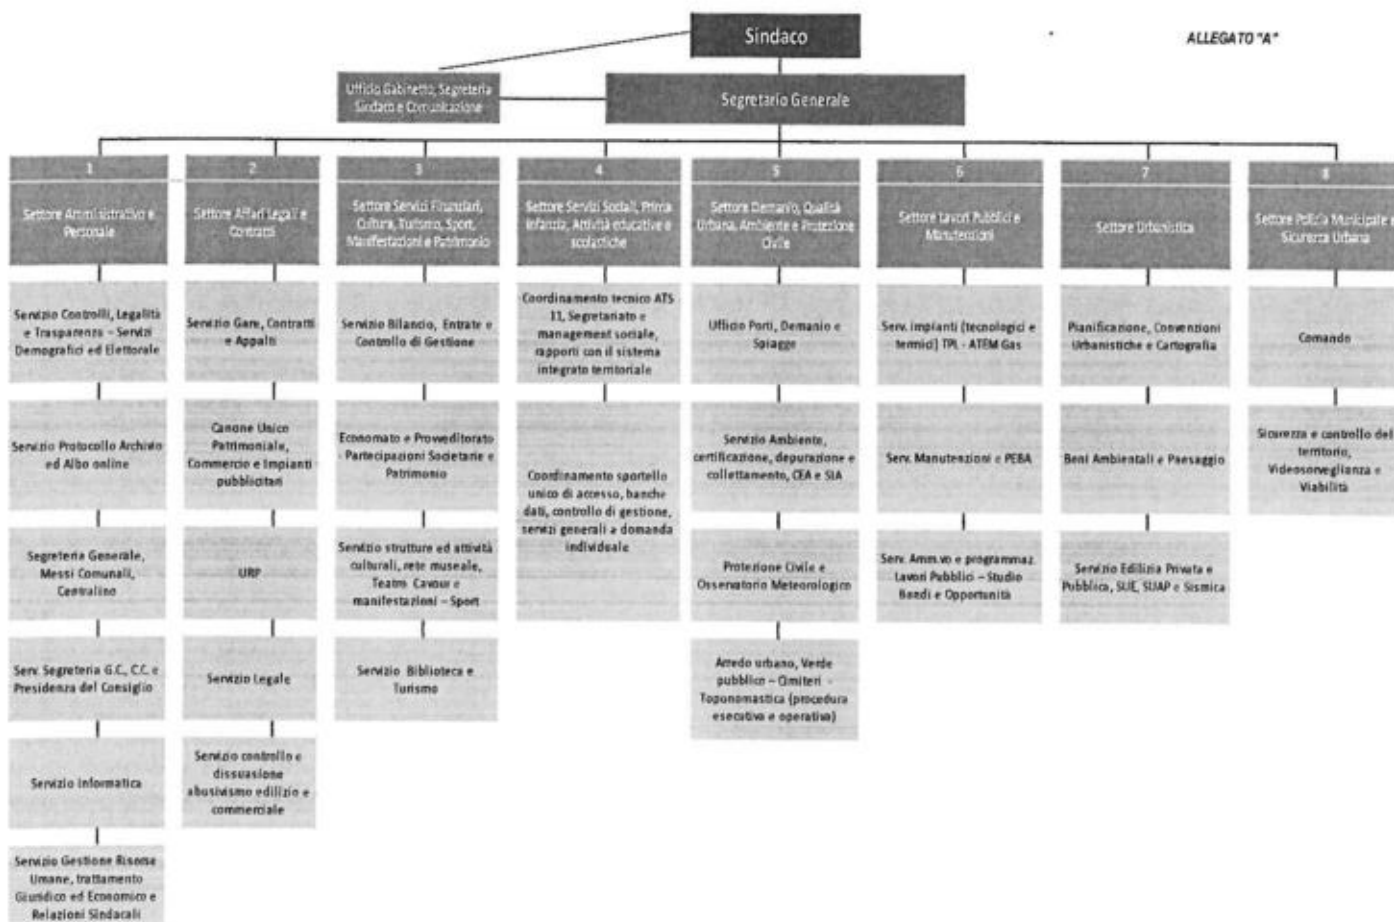 Sindaco
ALLEGATO "A"
Ufficio Gabinetto, Segreteria
Sindaco e Comunicazione
Segretario Generale
1
Settore Amministrativo e
Personale
Servizio Controlli, Legalità
e Trasparenza - Servizi
Demografici ed Elettorale
Servizio Protocollo Archivio
ed Albo online
Segreteria Generale,
Messi Comunali,
Centralino
Serv. Segreteria G.C., C.C. e
Presidenza del Consiglio
Servizio Informatica
Servizio Gestione Risorse
Umane, trattamento
Giuridico ed Economico e
Relazioni Sindacali
2
Settore Affari Legali e
Contratti
Servizio Gare, Contratti
e Appalti
Canone Unico
Patrimoniale,
Commercio e Impianti
pubblicitari
URP
Servizio Legale
Servizio controllo e
dissuasione
abusivismo edilizio e
commerciale
3
Settore Servizi Finanziari,
Cultura, Turismo, Sport,
Manifestazioni e Patrimonio
Servizio Bilancio, Entrate e
Controllo di Gestione
Economato e Provveditorato
- Partecipazioni Societarie e
Patrimonio
Servizio strutture ed attività
culturali, rete museale,
Teatro Cavour e
manifestazioni – Sport
Servizio Biblioteca e
Turismo
4
Settore Servizi Sociali, Prima
Infanzia, Attività educative e
scolastiche
Coordinamento tecnico ATS
11, Segretariato e
management sociale,
rapporti con il sistema
integrato territoriale
Coordinamento sportello
unico di accesso, banche
dati, controllo di gestione,
servizi generali a domanda
individuale
5
Settore Demanio, Qualità
Urbana, Ambiente e Protezione
Civile
Ufficio Porti, Demanio e
Spiagge
Servizio Ambiente,
certificazione, depurazione e
collettamento, CEA e SIA
Protezione Civile e
Osservatorio Meteorologico
Arredo urbano, Verde
pubblico – Cimiteri -
Toponomastica (procedura
esecutiva e operativa)
6
Settore Lavori Pubblici e
Manutenzioni
Serv. impianti (tecnologici e
termici) TPL - ATEM Gas
Serv. Manutenzioni e PEBA
Serv. Amm.vo e programmaz.
Lavori Pubblici – Studio
Bandi e Opportunità
7
Settore Urbanistica
Pianificazione, Convenzioni
Urbanistiche e Cartografia
Beni Ambientali e Paesaggio
Servizio Edilizia Privata e
Pubblica, SUE, SUAP e Sismica
8
Settore Polizia Municipale e
Sicurezza Urbana
Comando
Sicurezza e controllo del
territorio,
Videosorveglianza e
Viabilità